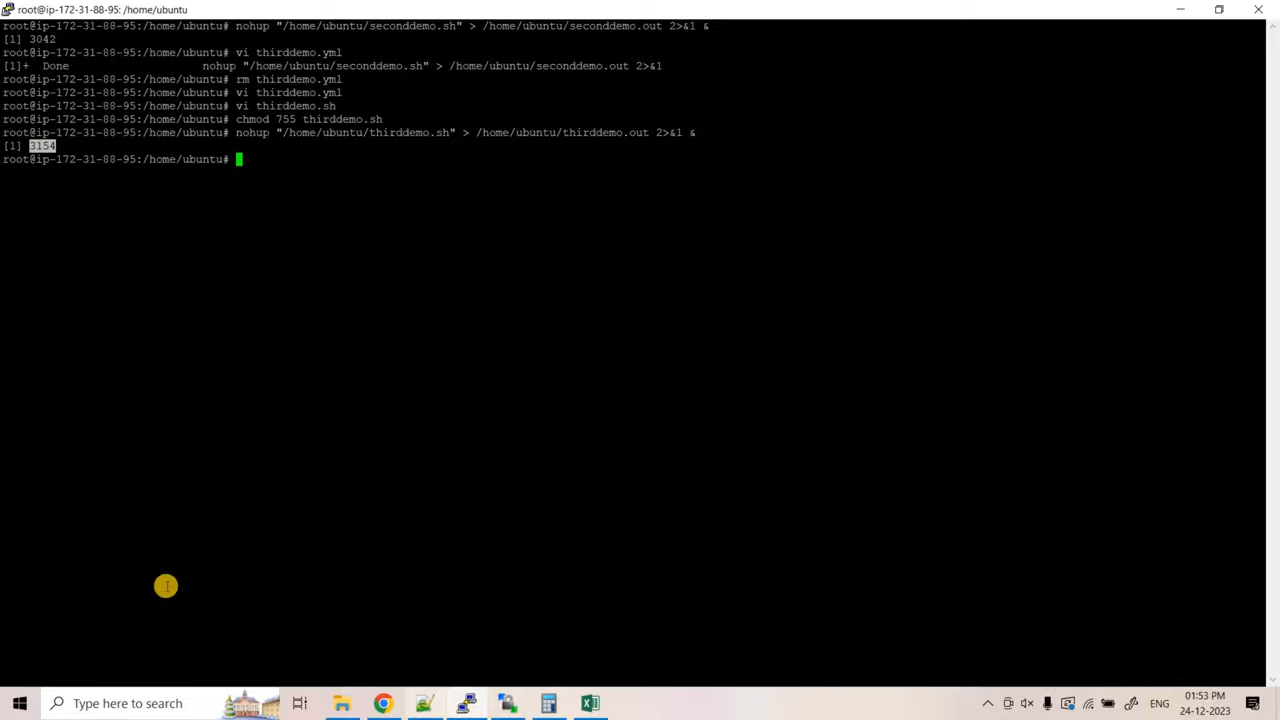 root@ip-172-31-88-95: /home/ubuntu
root@ip-172-31-88-95:/home/ubuntu# nohup "/home/ubuntu/seconddemo.sh" > /home/ubuntu/seconddemo.out 2>&1 &
[1] 3042
root@ip-172-31-88-95:/home/ubuntu# vi thirddemo.yml
[1]+  Done                    nohup "/home/ubuntu/seconddemo.sh" > /home/ubuntu/seconddemo.out 2>&1
root@ip-172-31-88-95:/home/ubuntu# rm thirddemo.yml
root@ip-172-31-88-95:/home/ubuntu# vi thirddemo.yml
root@ip-172-31-88-95:/home/ubuntu# vi thirddemo.sh
root@ip-172-31-88-95:/home/ubuntu# chmod 755 thirddemo.sh
root@ip-172-31-88-95:/home/ubuntu# nohup "/home/ubuntu/thirddemo.sh" > /home/ubuntu/thirddemo.out 2>&1 &
[1] 3154
root@ip-172-31-88-95:/home/ubuntu#
Type here to search
ENG
01:53 PM
24-12-2023